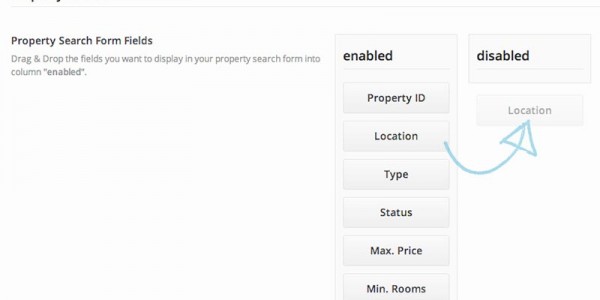 Property Search Form Fields
Drag & Drop the fields you want to display in your property search form into
column "enabled".
enabled
Property ID
Location
Type
Status
Max. Price
Min. Rooms
disabled
Location